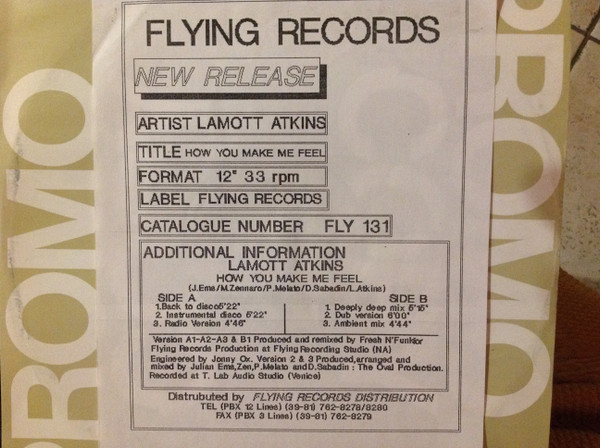 FLYING RECORDS
NEW RELEASE
ARTIST LAMOTT ATKINS
TITLE HOW YOU MAKE ME FEEL
FORMAT 12" 33 rpm
LABEL FLYING RECORDS
CATALOGUE NUMBER FLY 131
ADDITIONAL INFORMATION
LAMOTT ATKINS
HOW YOU MAKE ME FEEL
(J.Ema/M.Zennaro/P.Melato/D.Sabadin/L.Atkins)
SIDE A
1.Back to disco5'22"
2. Instrumental disco 5'22"
3. Radio Version 4'46"
SIDE B
1. Deeply deep mix 5'15"
2. Dub version 6'00"
3. Ambient mix 4'44"
Version A1-A2-A3 & B1 Produced and remixed by Fresh N'Funkor
Flying Records Production at Flying Recording Studio (NA)
Engineered by Jonny Ox. Version 2 & 3 Produced,arranged and
mixed by Julian Ema,Zen,P.Melato and D.Sabadin : The Oval Production.
Recorded at T. Lab Audio Studio (Venice)
Distrubuted by FLYING RECORDS DISTRIBUTION
TEL (PBX 12 Lines) (39-81) 762-8278/8280
FAX (PBX 3 Lines) (39-81) 762-8279
PROMO
PROMO